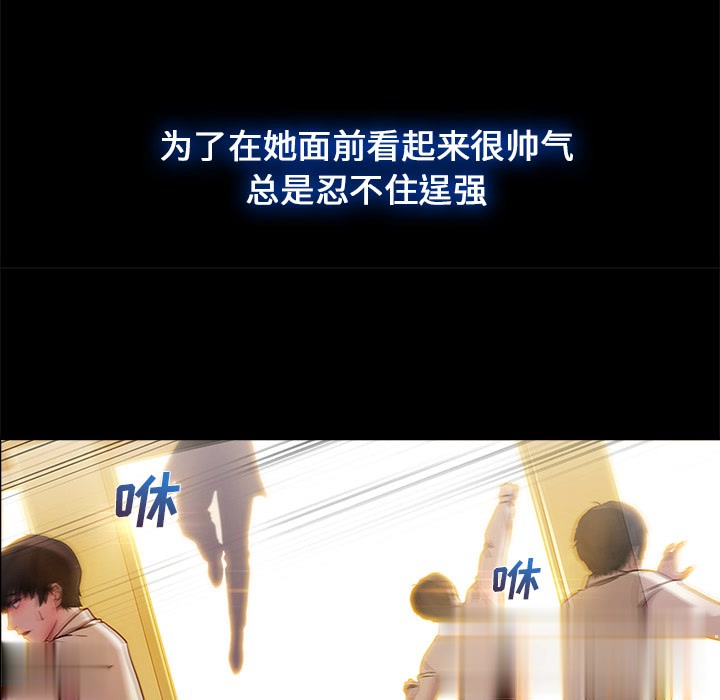 为了在她面前看起来很帅气
总是忍不住逞强
咻
咻